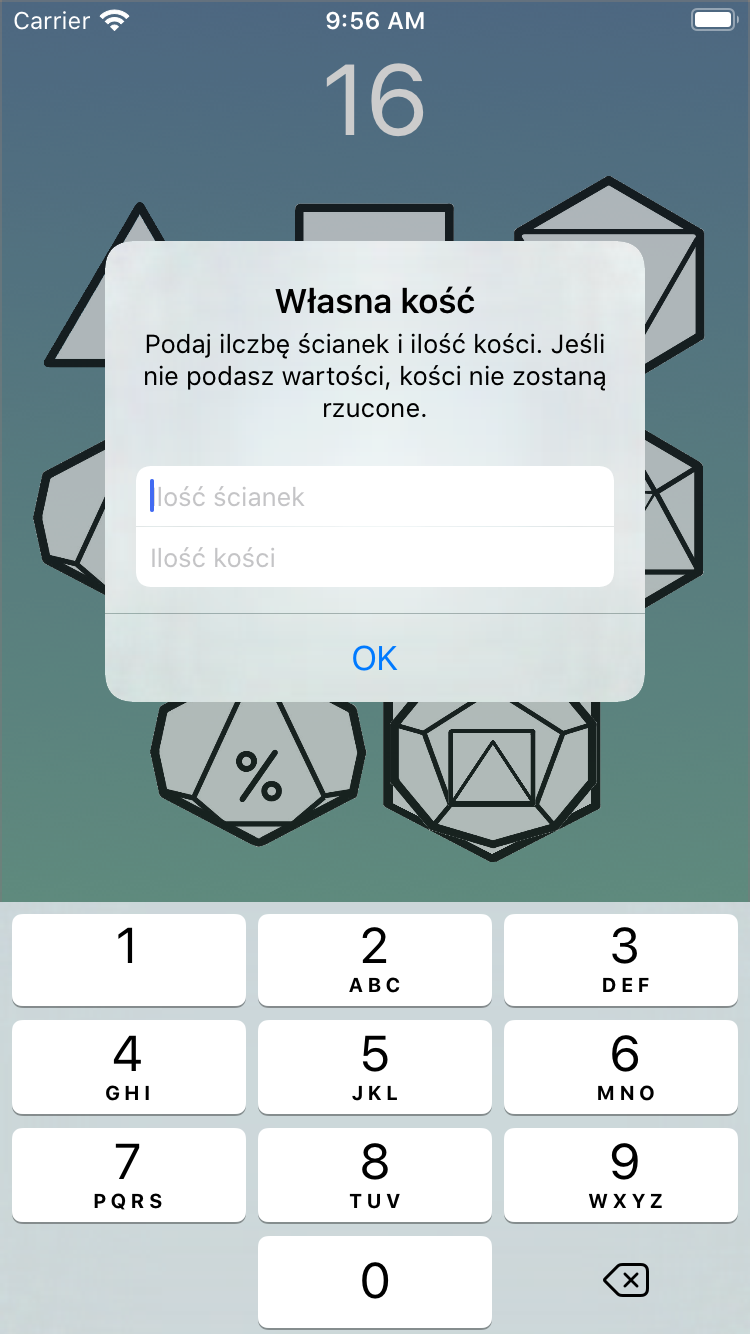 Carrier 9:56 AM
16
Własna kość
Podaj ilczbę ścianek i ilość kości. Jeśli
nie podasz wartości, kości nie zostaną
rzucone.
Ilość ścianek
Ilość kości
OK
%
1 2 3
ABC DEF
4 5 6
GHI JKL MNO
7 8 9
PQRS TUV WXYZ
0